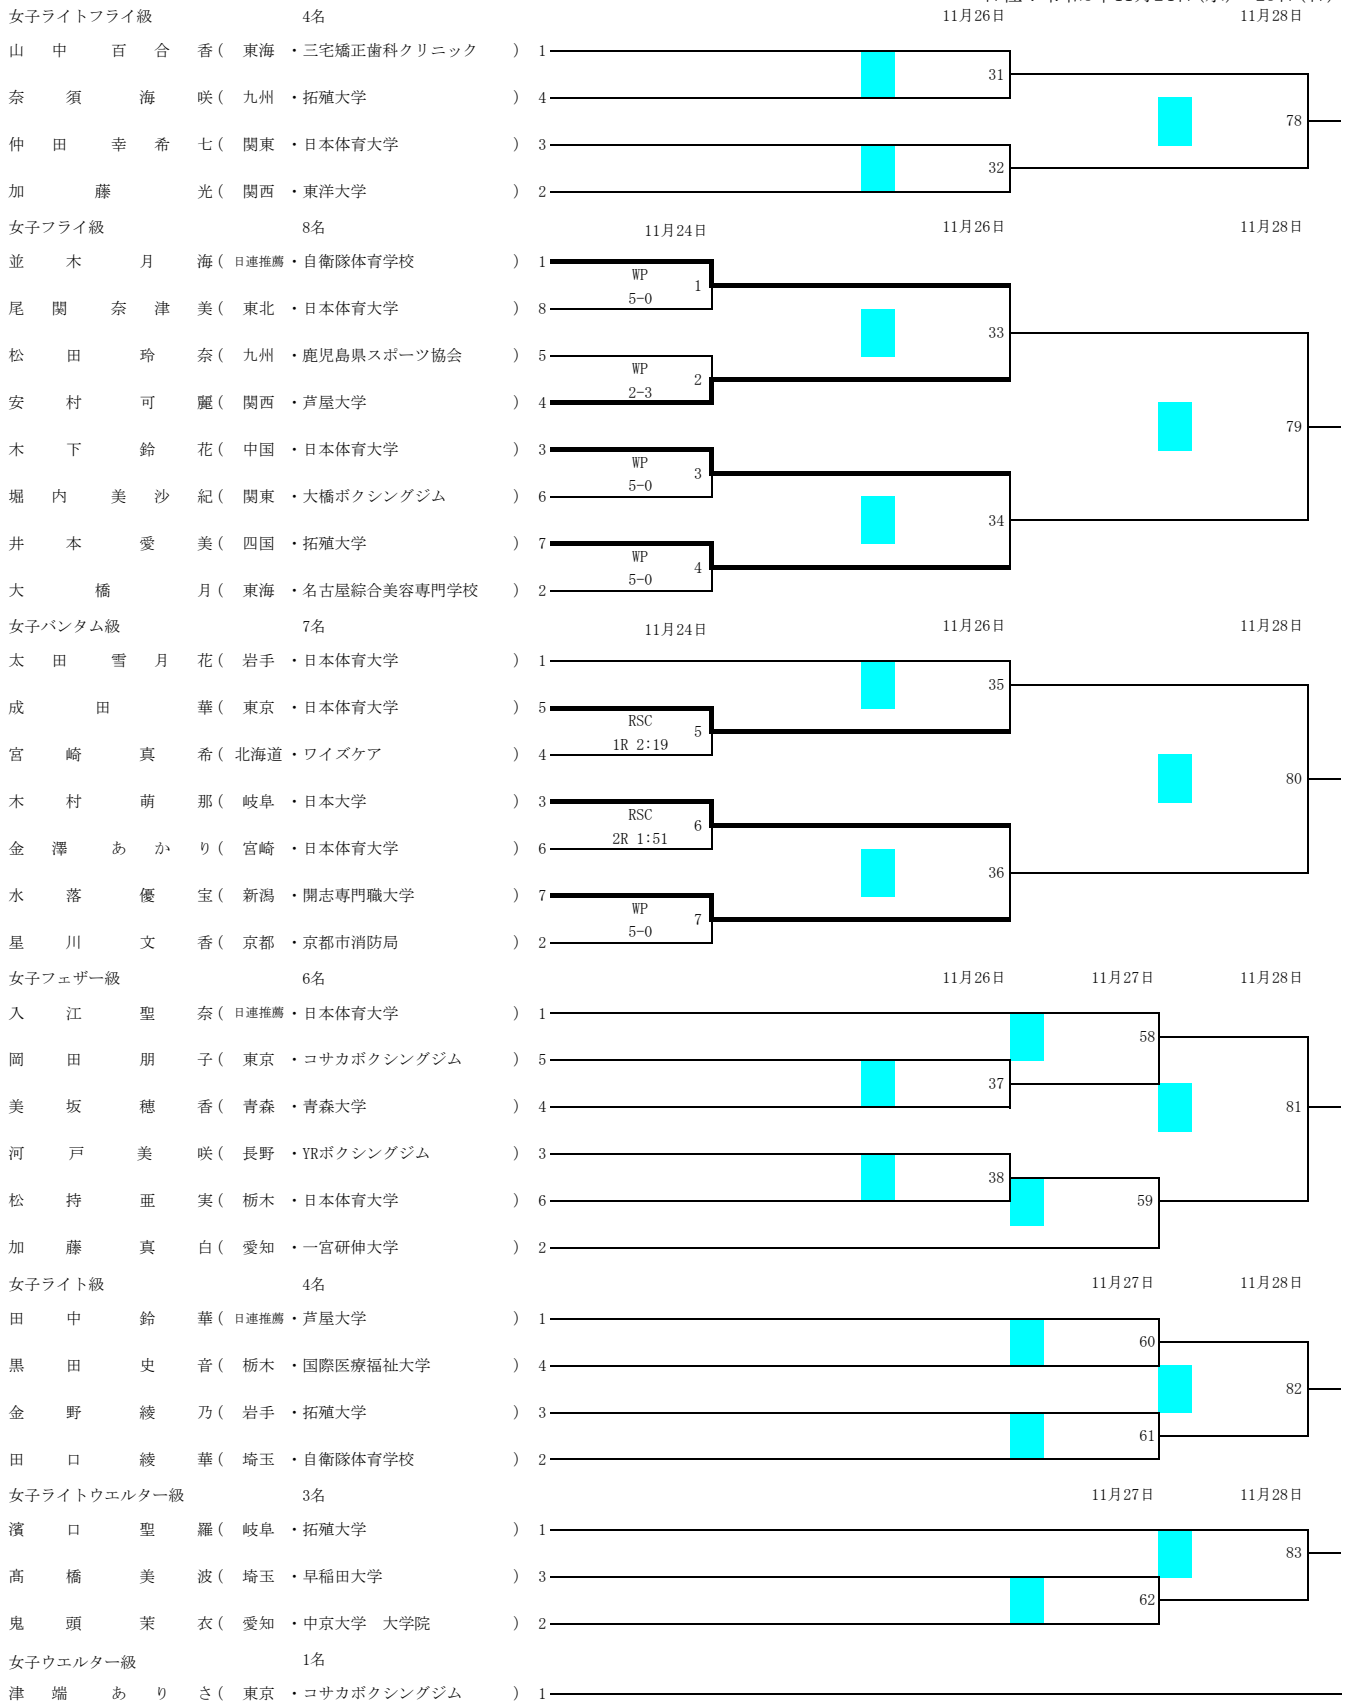 女子ライトフライ級 4名 11月26日 11月28日
山中百合香( 東海 ・三宅矯正歯科クリニック ) 1
31
奈須海咲( 九州 ・拓殖大学 ) 4
78
仲田幸希七( 関東 ・日本体育大学 ) 3
32
加藤光( 関西 ・東洋大学 ) 2
女子フライ級 8名 11月24日 11月26日 11月28日
並木月海( 日連推薦 ・自衛隊体育学校 ) 1
WP 1
5-0
尾関奈津美( 東北 ・日本体育大学 ) 8
33
松田玲奈( 九州 ・鹿児島県スポーツ協会 ) 5
WP 2
2-3
安村可麗( 関西 ・芦屋大学 ) 4
79
木下鈴花( 中国 ・日本体育大学 ) 3
WP 3
5-0
堀内美沙紀( 関東 ・大橋ボクシングジム ) 6
34
井本愛美( 四国 ・拓殖大学 ) 7
WP 4
5-0
大橋月( 東海 ・名古屋綜合美容専門学校 ) 2
女子バンタム級 7名 11月24日 11月26日 11月28日
太田雪月花( 岩手 ・日本体育大学 ) 1
35
成田華( 東京 ・日本体育大学 ) 5
RSC 5
1R 2:19
宮崎真希( 北海道 ・ワイズケア ) 4
80
木村萌那( 岐阜 ・日本大学 ) 3
RSC 6
2R 1:51
金澤あかり( 宮崎 ・日本体育大学 ) 6
36
水落優宝( 新潟 ・開志専門職大学 ) 7
WP 7
5-0
星川文香( 京都 ・京都市消防局 ) 2
女子フェザー級 6名 11月26日 11月27日 11月28日
入江聖奈( 日連推薦 ・日本体育大学 ) 1
58
岡田朋子( 東京 ・コサカボクシングジム ) 5
37
美坂穂香( 青森 ・青森大学 ) 4
81
河戸美咲( 長野 ・YRボクシングジム ) 3
38
松持亜実( 栃木 ・日本体育大学 ) 6
59
加藤真白( 愛知 ・一宮研伸大学 ) 2
女子ライト級 4名 11月27日 11月28日
田中鈴華( 日連推薦 ・芦屋大学 ) 1
60
黒田史音( 栃木 ・国際医療福祉大学 ) 4
82
金野綾乃( 岩手 ・拓殖大学 ) 3
61
田口綾華( 埼玉 ・自衛隊体育学校 ) 2
女子ライトウエルター級 3名 11月27日 11月28日
濱口聖羅( 岐阜 ・拓殖大学 ) 1
83
髙橋美波( 埼玉 ・早稲田大学 ) 3
62
鬼頭茉衣( 愛知 ・中京大学 大学院 ) 2
女子ウエルター級 1名
津端ありさ( 東京 ・コサカボクシングジム ) 1